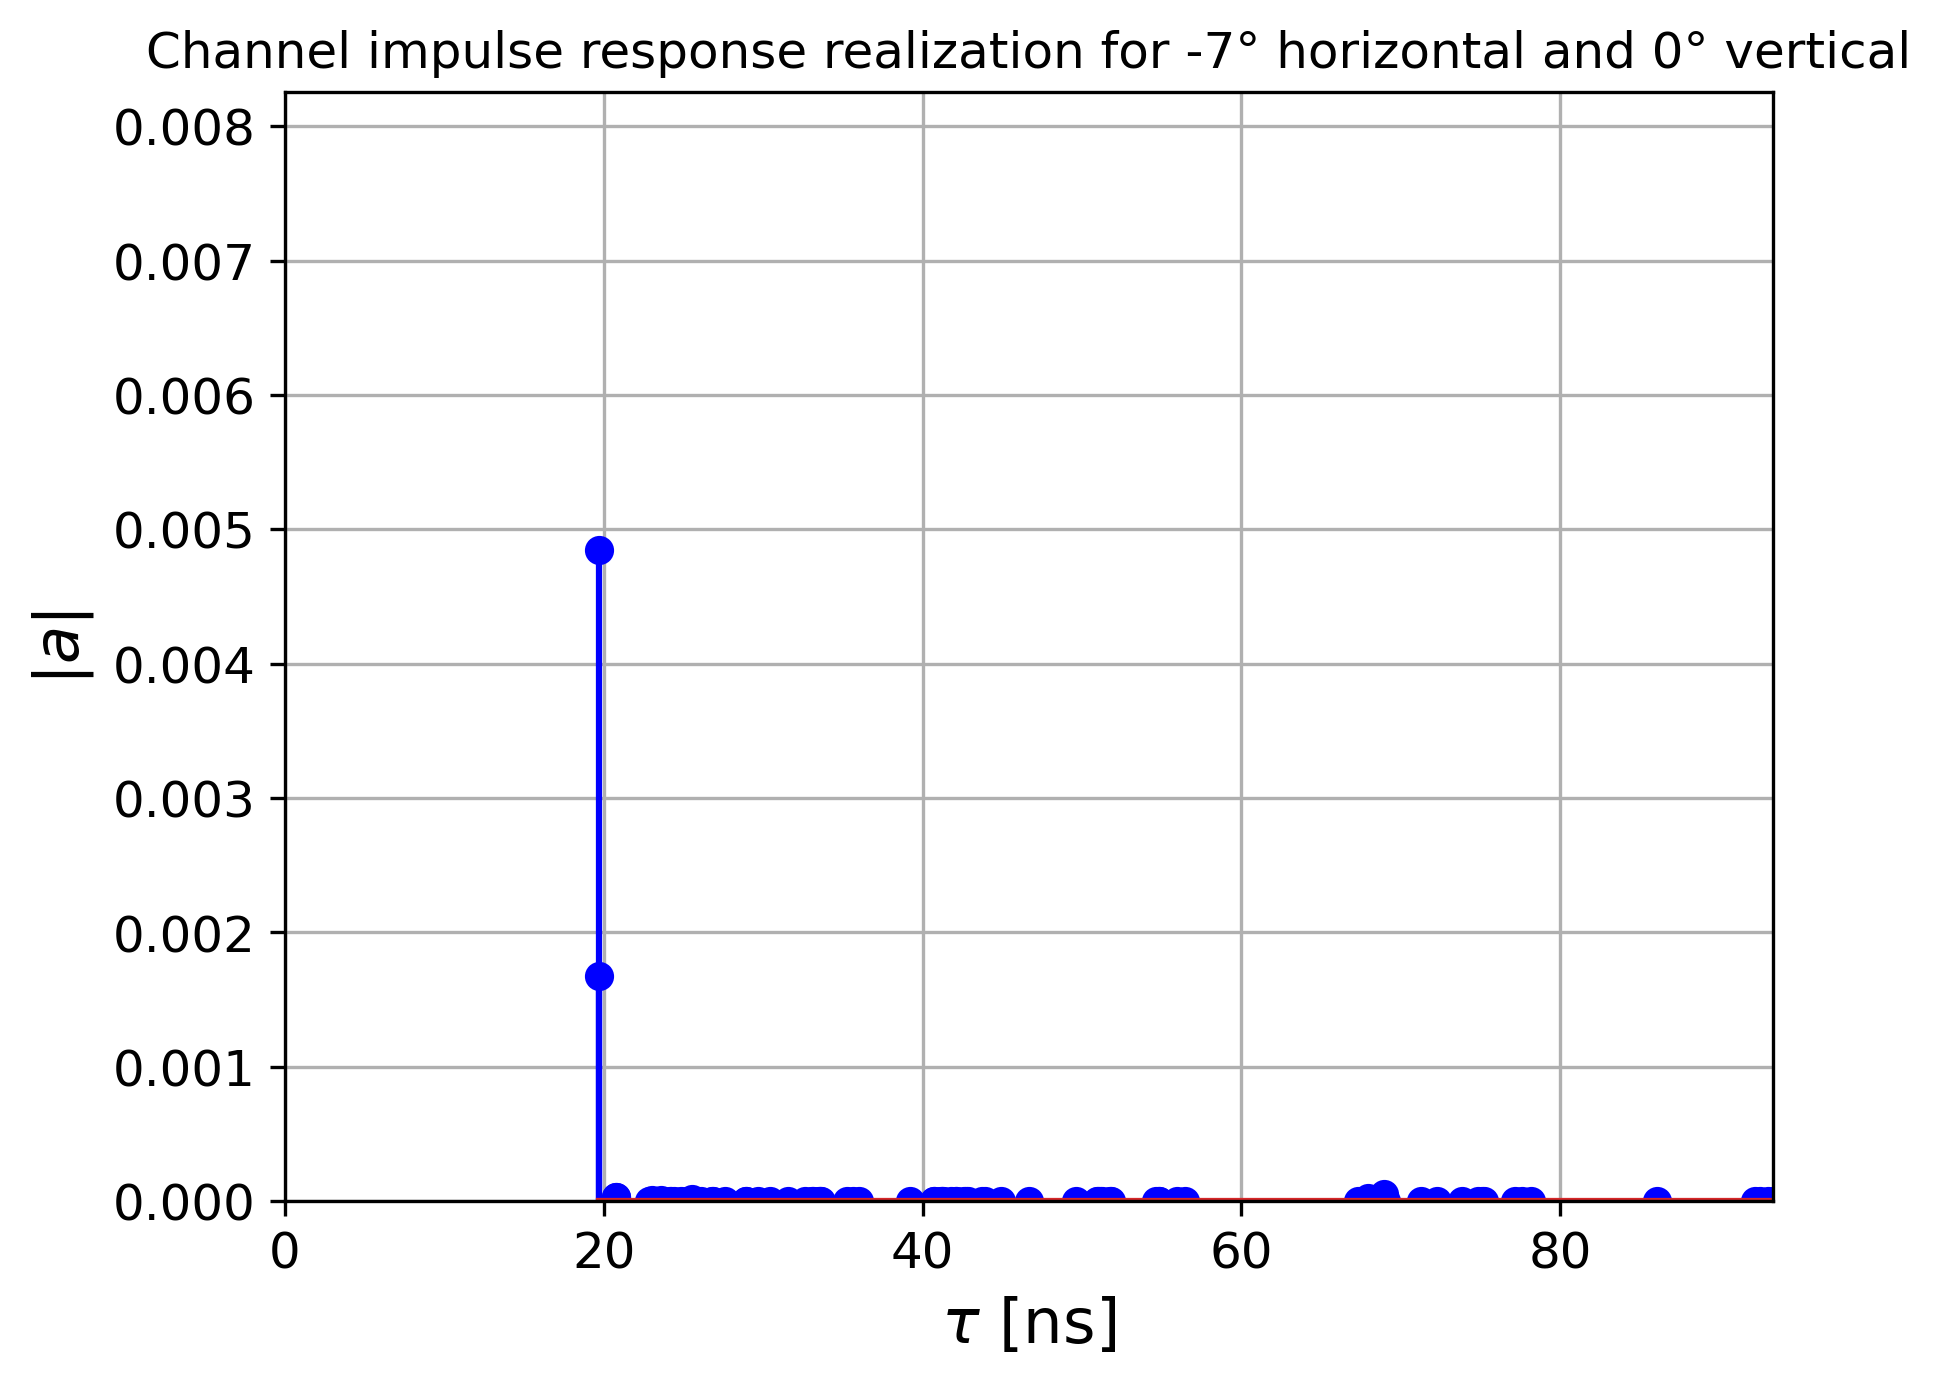 Channel impulse response realization for -7° horizontal and 0° vertical
0.008
0.007
0.006
0.005
0.004
0.003
0.002
0.001
0.000
|a|
0 20 40 60 80
τ [ns]